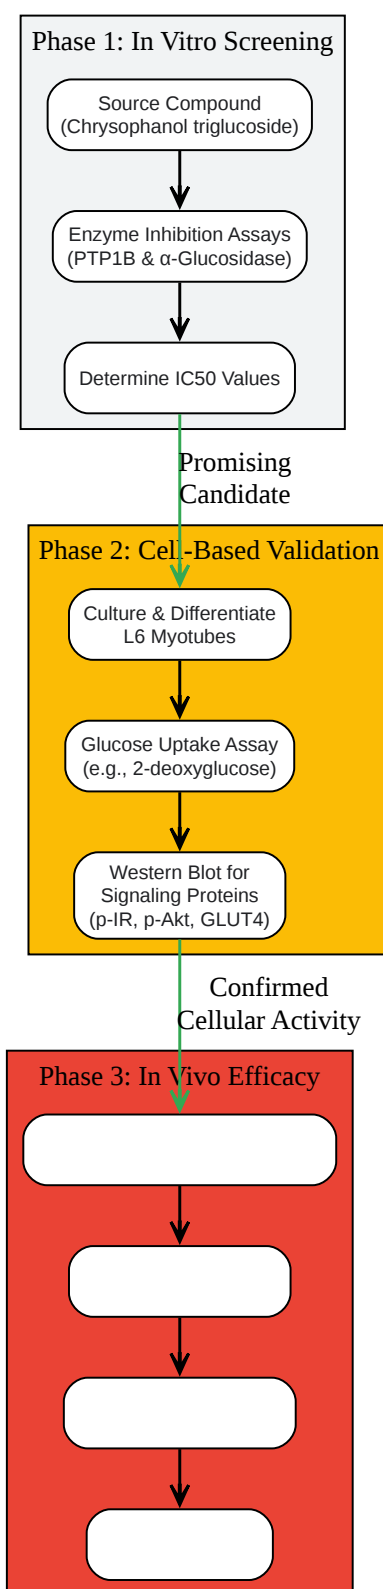 Phase 1: In Vitro Screening
Source Compound
(Chrysophanol triglucoside)
Enzyme Inhibition Assays
(PTP1B & α-Glucosidase)
Determine IC50 Values
Promising
Candidate
Phase 2: Cell-Based Validation
Culture & Differentiate
L6 Myotubes
Glucose Uptake Assay
(e.g., 2-deoxyglucose)
Western Blot for
Signaling Proteins
(p-IR, p-Akt, GLUT4)
Confirmed
Cellular Activity
Phase 3: In Vivo Efficacy